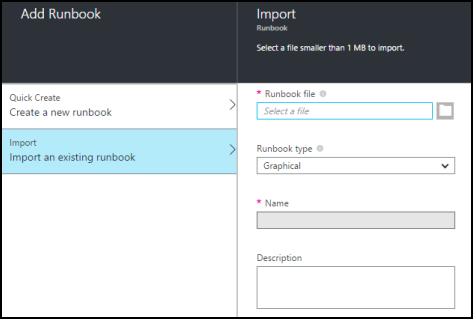 Add Runbook
Quick Create
Create a new runbook
Import
Import an existing runbook
Import
Runbook
Select a file smaller than 1 MB to import.
* Runbook file
Select a file
Runbook type
Graphical
* Name
Description